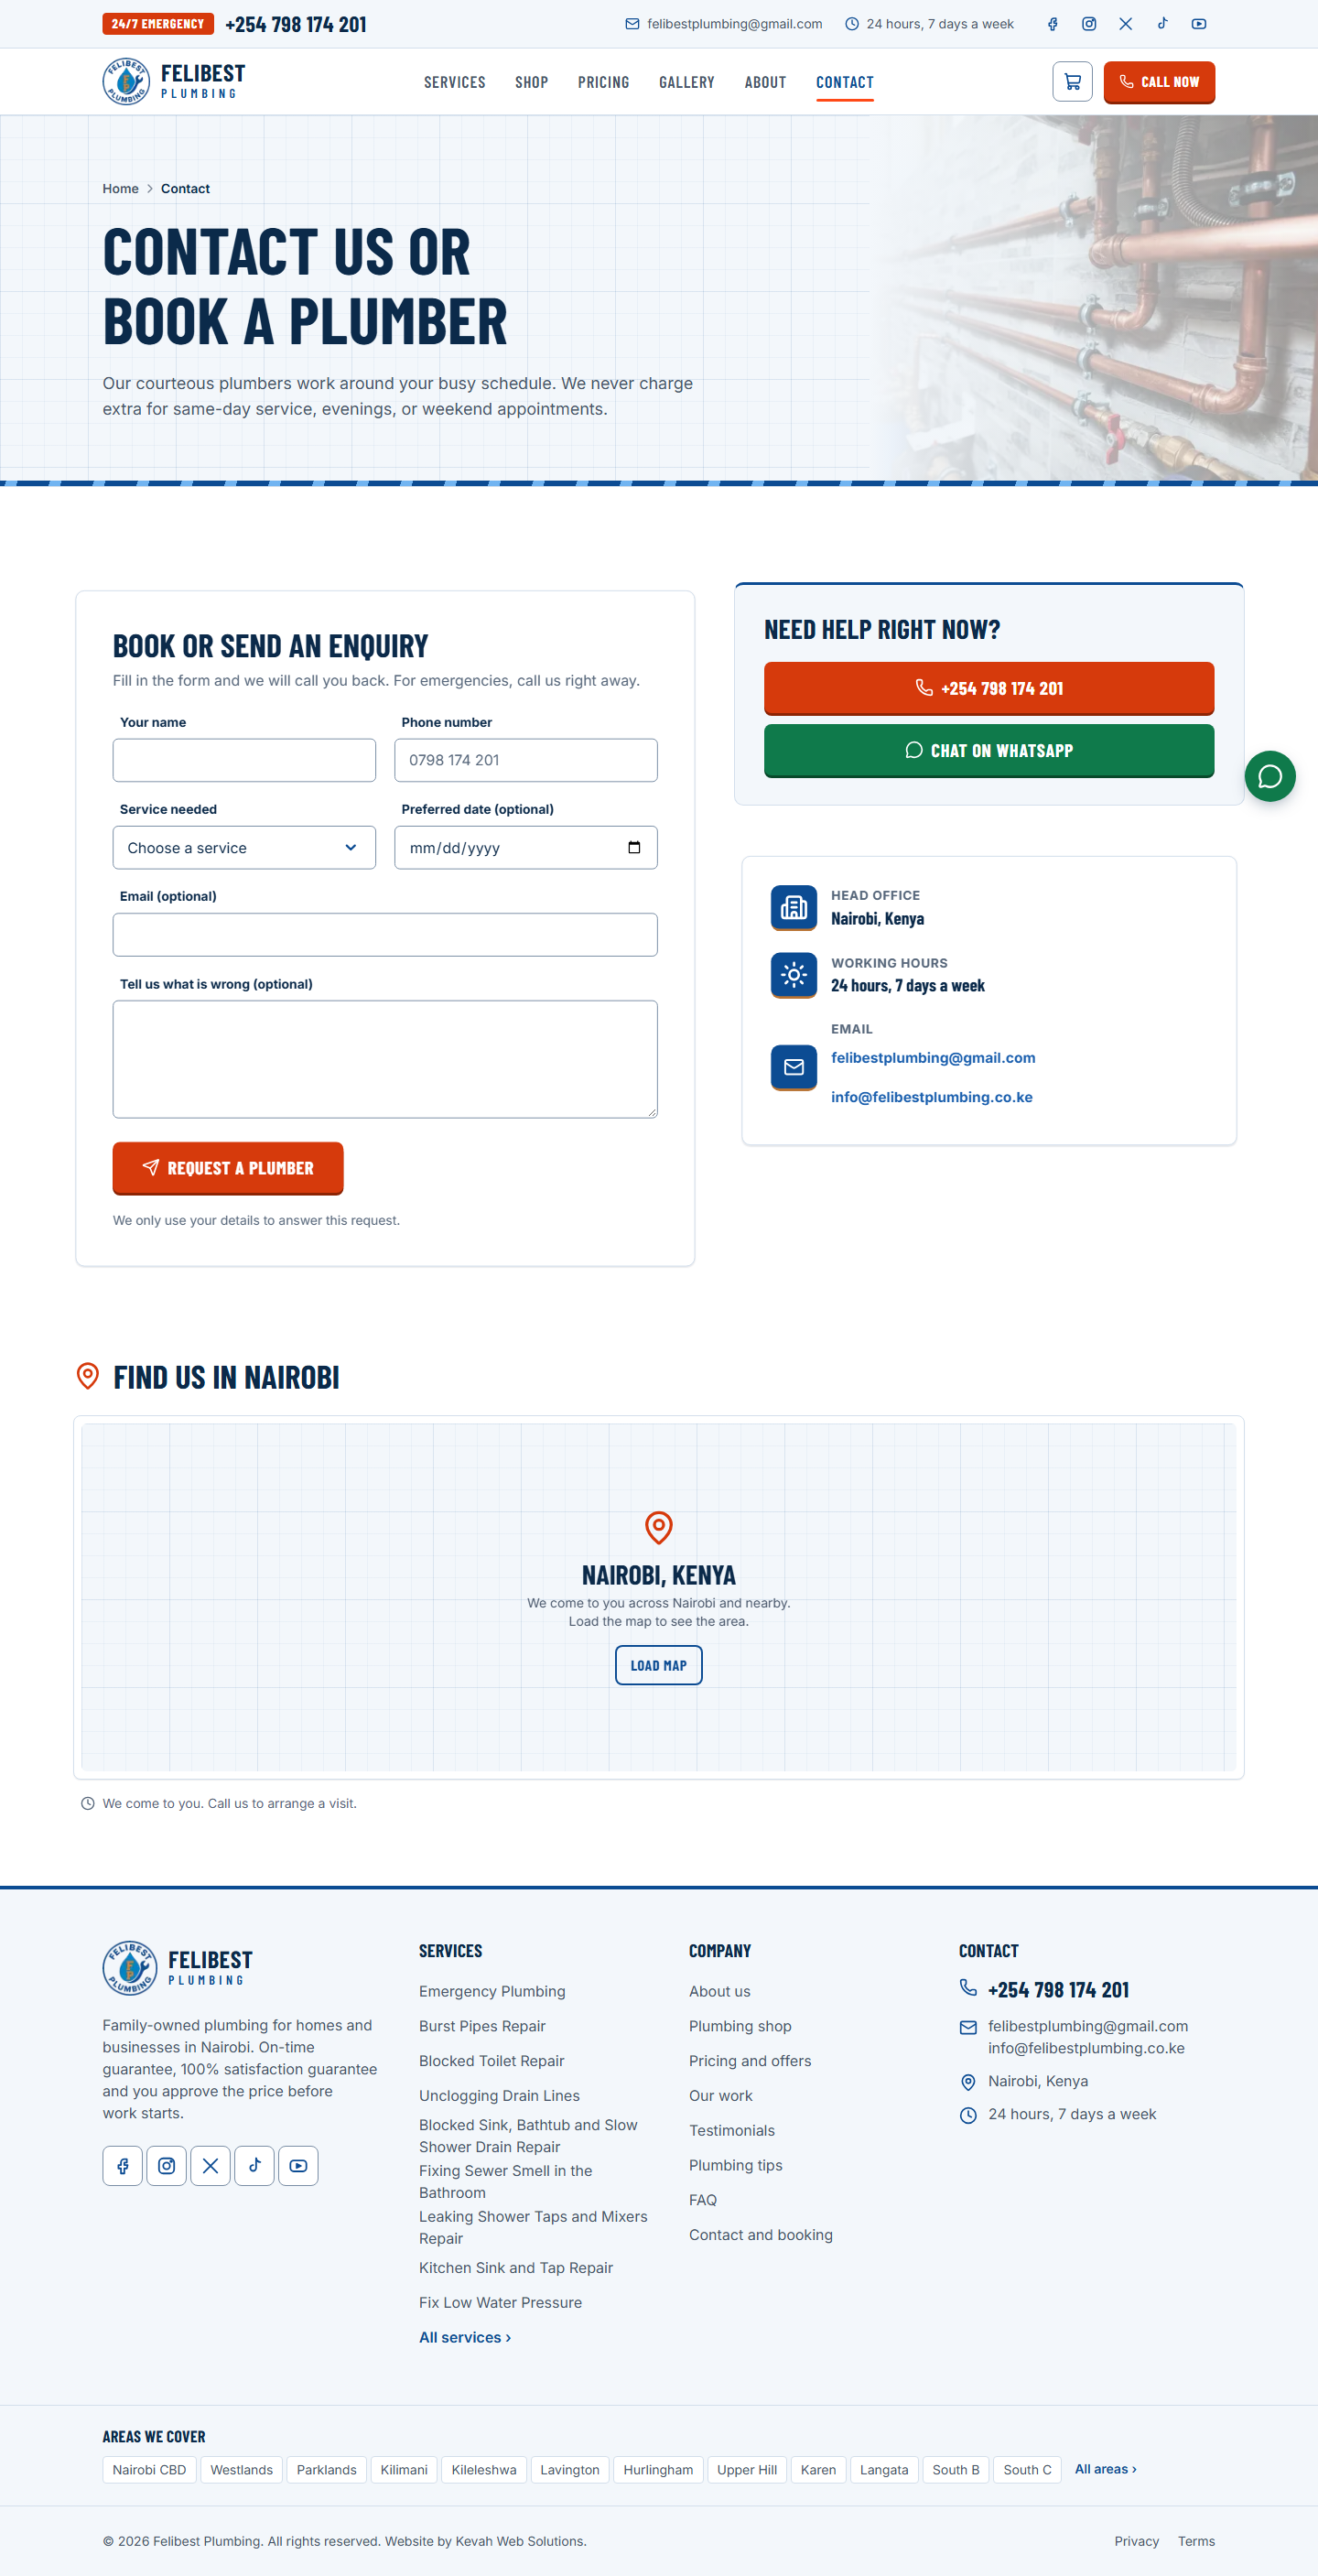 24/7 EMERGENCY +254 798 174 201 felibestplumbing@gmail.com 24 hours, 7 days a week
FELIBEST PLUMBING
FELIBEST
PLUMBING
SERVICES SHOP PRICING GALLERY ABOUT CONTACT
CALL NOW
Home > Contact
CONTACT US OR
BOOK A PLUMBER
Our courteous plumbers work around your busy schedule. We never charge
extra for same-day service, evenings, or weekend appointments.
BOOK OR SEND AN ENQUIRY
Fill in the form and we will call you back. For emergencies, call us right away.
Your name
Phone number
0798 174 201
Service needed
Choose a service
Preferred date (optional)
mm/dd/yyyy
Email (optional)
Tell us what is wrong (optional)
REQUEST A PLUMBER
We only use your details to answer this request.
NEED HELP RIGHT NOW?
+254 798 174 201
CHAT ON WHATSAPP
HEAD OFFICE
Nairobi, Kenya
WORKING HOURS
24 hours, 7 days a week
EMAIL
felibestplumbing@gmail.com
info@felibestplumbing.co.ke
FIND US IN NAIROBI
NAIROBI, KENYA
We come to you across Nairobi and nearby.
Load the map to see the area.
LOAD MAP
We come to you. Call us to arrange a visit.
FELIBEST PLUMBING
FELIBEST
PLUMBING
Family-owned plumbing for homes and
businesses in Nairobi. On-time
guarantee, 100% satisfaction guarantee
and you approve the price before
work starts.
SERVICES
Emergency Plumbing
Burst Pipes Repair
Blocked Toilet Repair
Unclogging Drain Lines
Blocked Sink, Bathtub and Slow
Shower Drain Repair
Fixing Sewer Smell in the
Bathroom
Leaking Shower Taps and Mixers
Repair
Kitchen Sink and Tap Repair
Fix Low Water Pressure
All services ›
COMPANY
About us
Plumbing shop
Pricing and offers
Our work
Testimonials
Plumbing tips
FAQ
Contact and booking
CONTACT
+254 798 174 201
felibestplumbing@gmail.com
info@felibestplumbing.co.ke
Nairobi, Kenya
24 hours, 7 days a week
AREAS WE COVER
Nairobi CBD Westlands Parklands Kilimani Kileleshwa Lavington Hurlingham Upper Hill Karen Langata South B South C All areas ›
© 2026 Felibest Plumbing. All rights reserved. Website by Kevah Web Solutions.
Privacy Terms